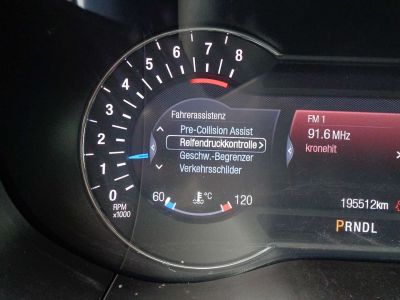 8
7
6
5
4
3
2
1
0
RPM
x1000
Fahrerassistenz
Pre-Collision Assist
Reifendruckkontrolle
Geschw.-Begrenzer
Verkehrsschilder
60 °C 120
FM 1
91.6 MHz
kronehit
195512km
PRNDL